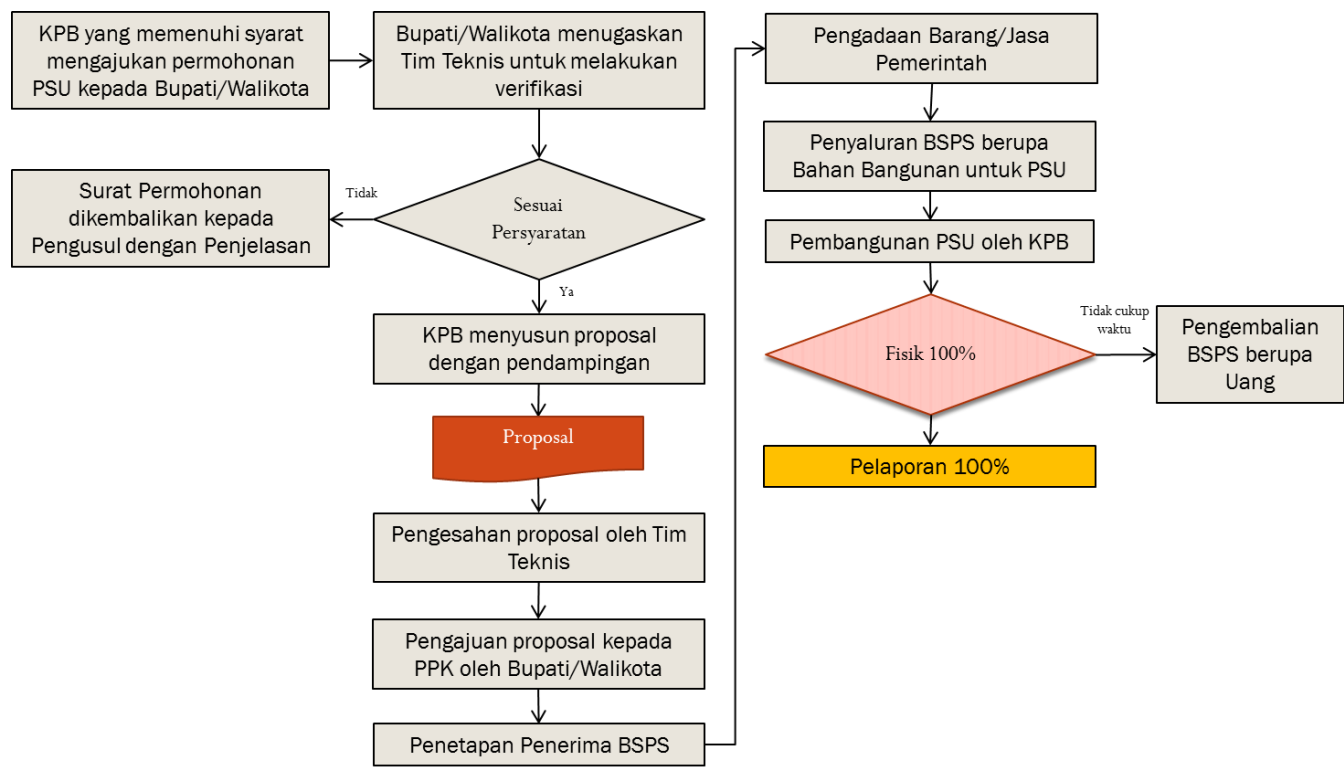 KPB yang memenuhi syarat
mengajukan permohonan
PSU kepada Bupati/Walikota
Bupati/Walikota menugaskan
Tim Teknis untuk melakukan
verifikasi
Sesuai
Persyaratan
Tidak
Surat Permohonan
dikembalikan kepada
Pengusul dengan Penjelasan
Ya
KPB menyusun proposal
dengan pendampingan
Proposal
Pengesahan proposal oleh Tim
Teknis
Pengajuan proposal kepada
PPK oleh Bupati/Walikota
Penetapan Penerima BSPS
Pengadaan Barang/Jasa
Pemerintah
Penyaluran BSPS berupa
Bahan Bangunan untuk PSU
Pembangunan PSU oleh KPB
Fisik 100%
Tidak cukup
waktu
Pengembalian
BSPS berupa
Uang
Pelaporan 100%